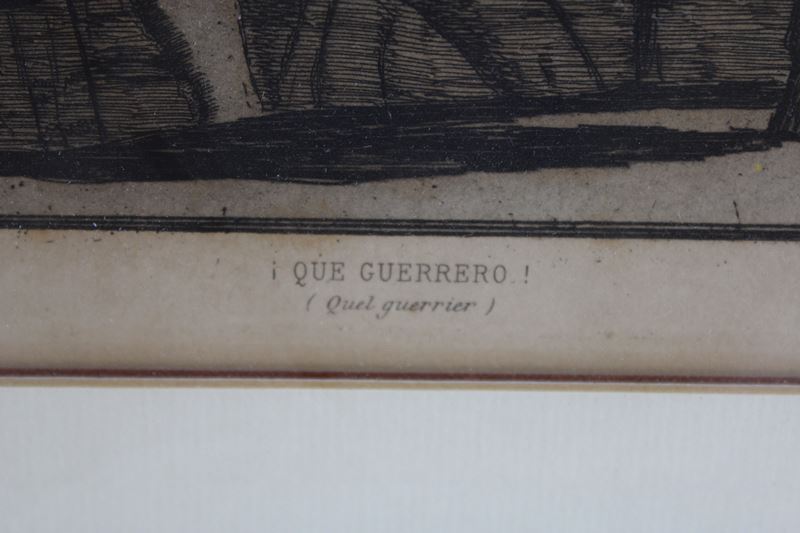 ¡ QUE GUERRERO !
( Quel guerrier )